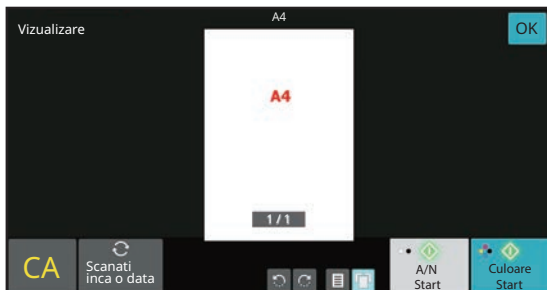 A4
Vizualizare
OK
A4
1/1
CA
Scanati
inca o data
A/N
Start
Culoare
Start